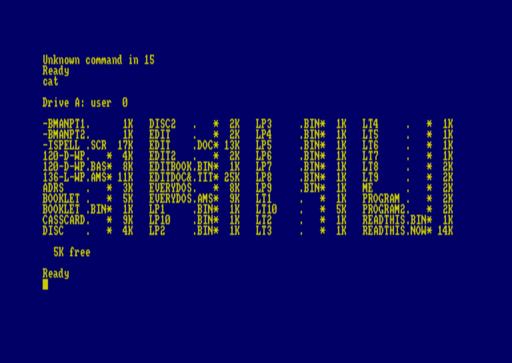 Unknown command in 15
Ready
cat
Drive A: user  0
-BMANPT1.      1K  DISC2   .   *  2K  LP3     .BIN*  1K  LT4     .   *  1K
-BMANPT2.      1K  EDIT    .   *  2K  LP4     .BIN*  1K  LT5     .   *  1K
-ISPELL .SCR  17K  EDIT    .DOC* 13K  LP5     .BIN*  1K  LT6     .   *  1K
120-D-WP.   *  4K  EDIT2   .   *  2K  LP6     .BIN*  1K  LT7     .   *  1K
120-D-WP.BAS*  8K  EDITBOOK.BIN*  1K  LP7     .BIN*  1K  LT8     .   *  2K
136-L-WP.AMS* 11K  EDITDOC&.TIT* 25K  LP8     .BIN*  1K  LT9     .   *  1K
ADRS    .   *  3K  EVERYDOS.   *  8K  LP9     .BIN*  1K  ME      .   *  2K
BOOKLET .   *  5K  EVERYDOS.AMS*  9K  LT1     .   *  1K  PROGRAM .   *  2K
BOOKLET .BIN*  1K  LP1     .BIN*  1K  LT10    .   *  5K  PROGRAM2.   *  2K
CASSCARD.   *  9K  LP10    .BIN*  1K  LT2     .   *  1K  READTHIS.BIN*  1K
DISC    .   *  4K  LP2     .BIN*  1K  LT3     .   *  1K  READTHIS.NOW* 14K
5K free
Ready